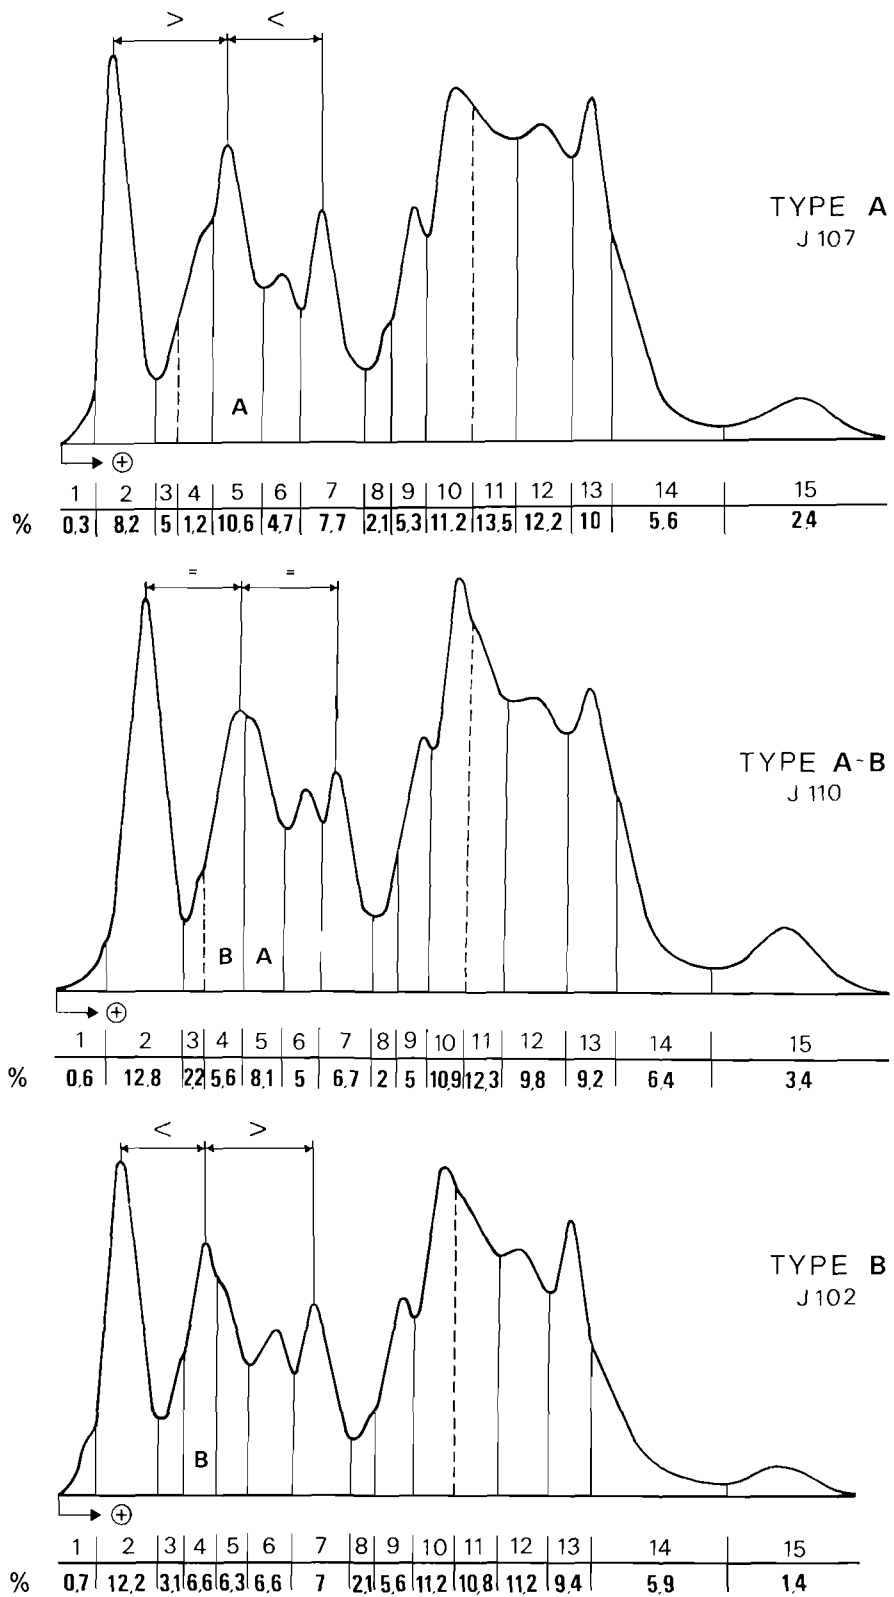 > <
TYPE A
J 107
A
⊕
1 2 3 4 5 6 7 8 9 10 11 12 13 14 15
% 0,3 8,2 5 1,2 10,6 4,7 7,7 2,1 5,3 11,2 13,5 12,2 10 5,6 2,4
= =
TYPE A-B
J 110
B A
⊕
1 2 3 4 5 6 7 8 9 10 11 12 13 14 15
% 0,6 12,8 2,2 5,6 8,1 5 6,7 2 5 10,9 12,3 9,8 9,2 6,4 3,4
< >
TYPE B
J 102
B
⊕
1 2 3 4 5 6 7 8 9 10 11 12 13 14 15
% 0,7 12,2 3,1 6,6 6,3 6,6 7 2,1 5,6 11,2 10,8 11,2 9,4 5,9 1,4